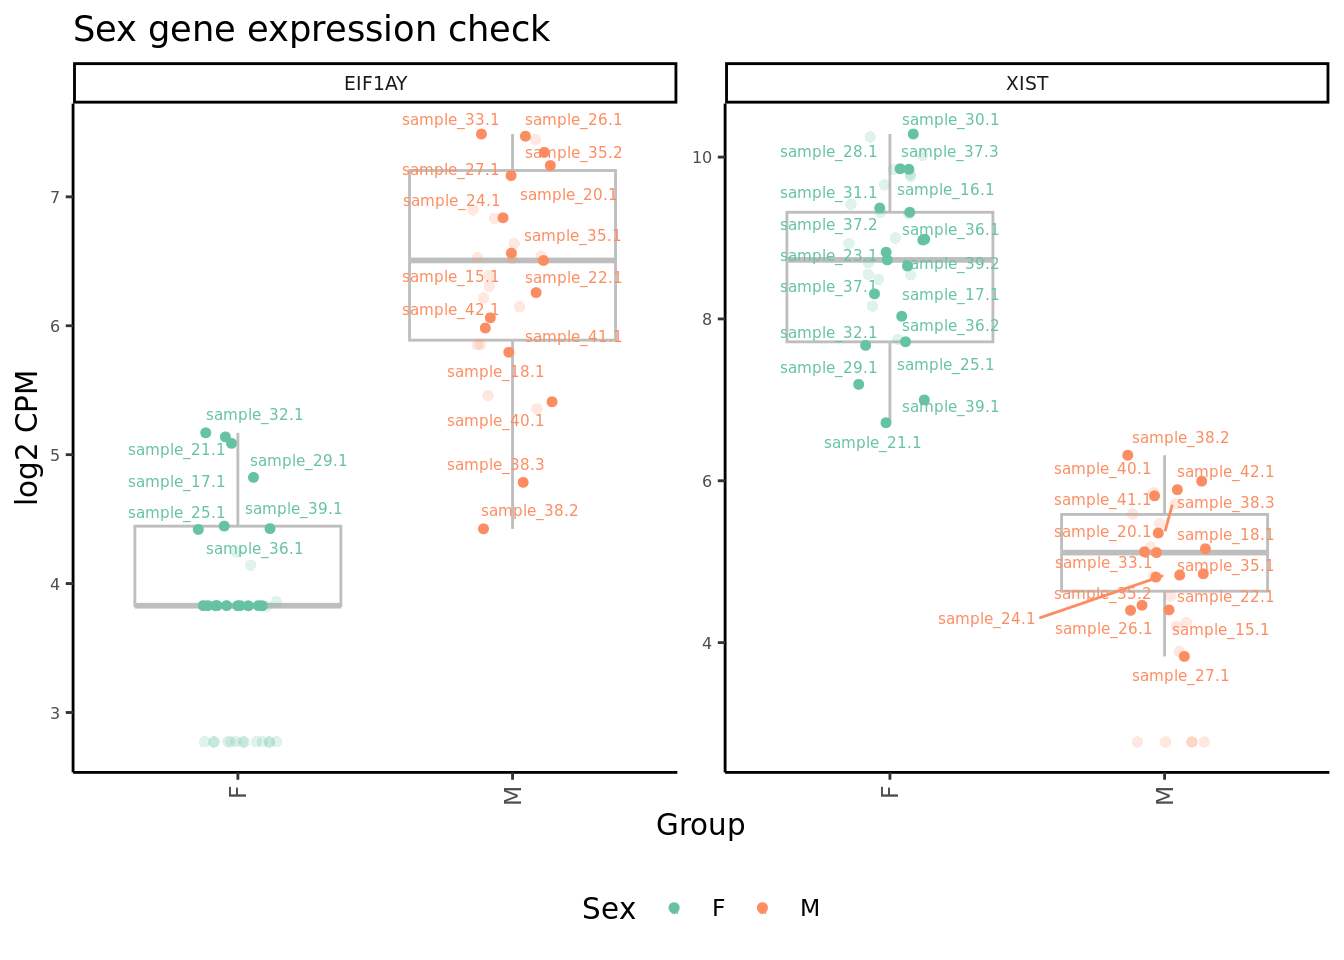 Sex gene expression check
EIF1AY
XIST
log2 CPM
7
6
5
4
3
sample_33.1
sample_26.1
sample_35.2
sample_27.1
sample_20.1
sample_24.1
sample_35.1
sample_15.1
sample_22.1
sample_42.1
sample_41.1
sample_18.1
sample_40.1
sample_38.3
sample_38.2
sample_32.1
sample_21.1
sample_29.1
sample_17.1
sample_39.1
sample_25.1
sample_36.1
F
M
10
8
6
4
sample_30.1
sample_28.1
sample_37.3
sample_31.1
sample_16.1
sample_37.2
sample_36.1
sample_23.1
sample_39.2
sample_37.1
sample_17.1
sample_32.1
sample_36.2
sample_29.1
sample_25.1
sample_39.1
sample_21.1
sample_38.2
sample_40.1
sample_42.1
sample_41.1
sample_38.3
sample_20.1
sample_18.1
sample_33.1
sample_35.1
sample_35.2
sample_22.1
sample_24.1
sample_26.1
sample_15.1
sample_27.1
F
M
Group
Sex
F
M